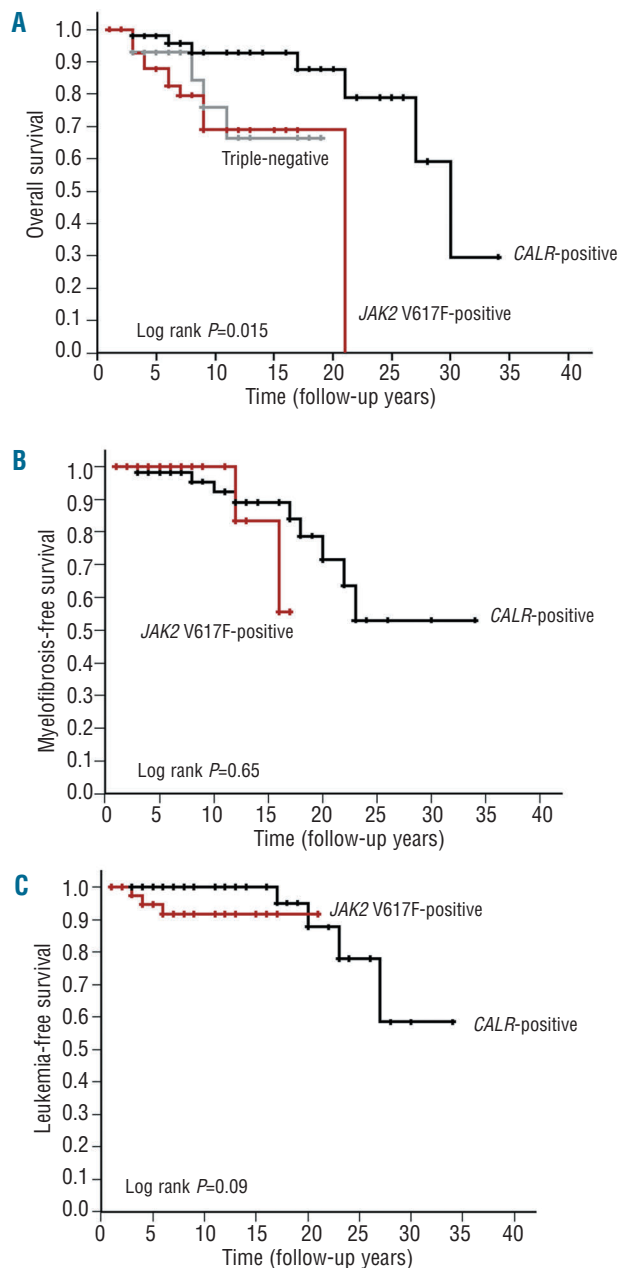 A
Overall survival
1.0
0.9
0.8
0.7
0.6
0.5
0.4
0.3
0.2
0.1
0.0
Triple-negative
CALR-positive
JAK2 V617F-positive
Log rank P=0.015
0 5 10 15 20 25 30 35 40
Time (follow-up years)
B
Myelofibrosis-free survival
1.0
0.9
0.8
0.7
0.6
0.5
0.4
0.3
0.2
0.1
0.0
JAK2 V617F-positive
CALR-positive
Log rank P=0.65
0 5 10 15 20 25 30 35 40
Time (follow-up years)
C
Leukemia-free survival
1.0
0.9
0.8
0.7
0.6
0.5
0.4
0.3
0.2
0.1
0.0
JAK2 V617F-positive
CALR-positive
Log rank P=0.09
0 5 10 15 20 25 30 35 40
Time (follow-up years)